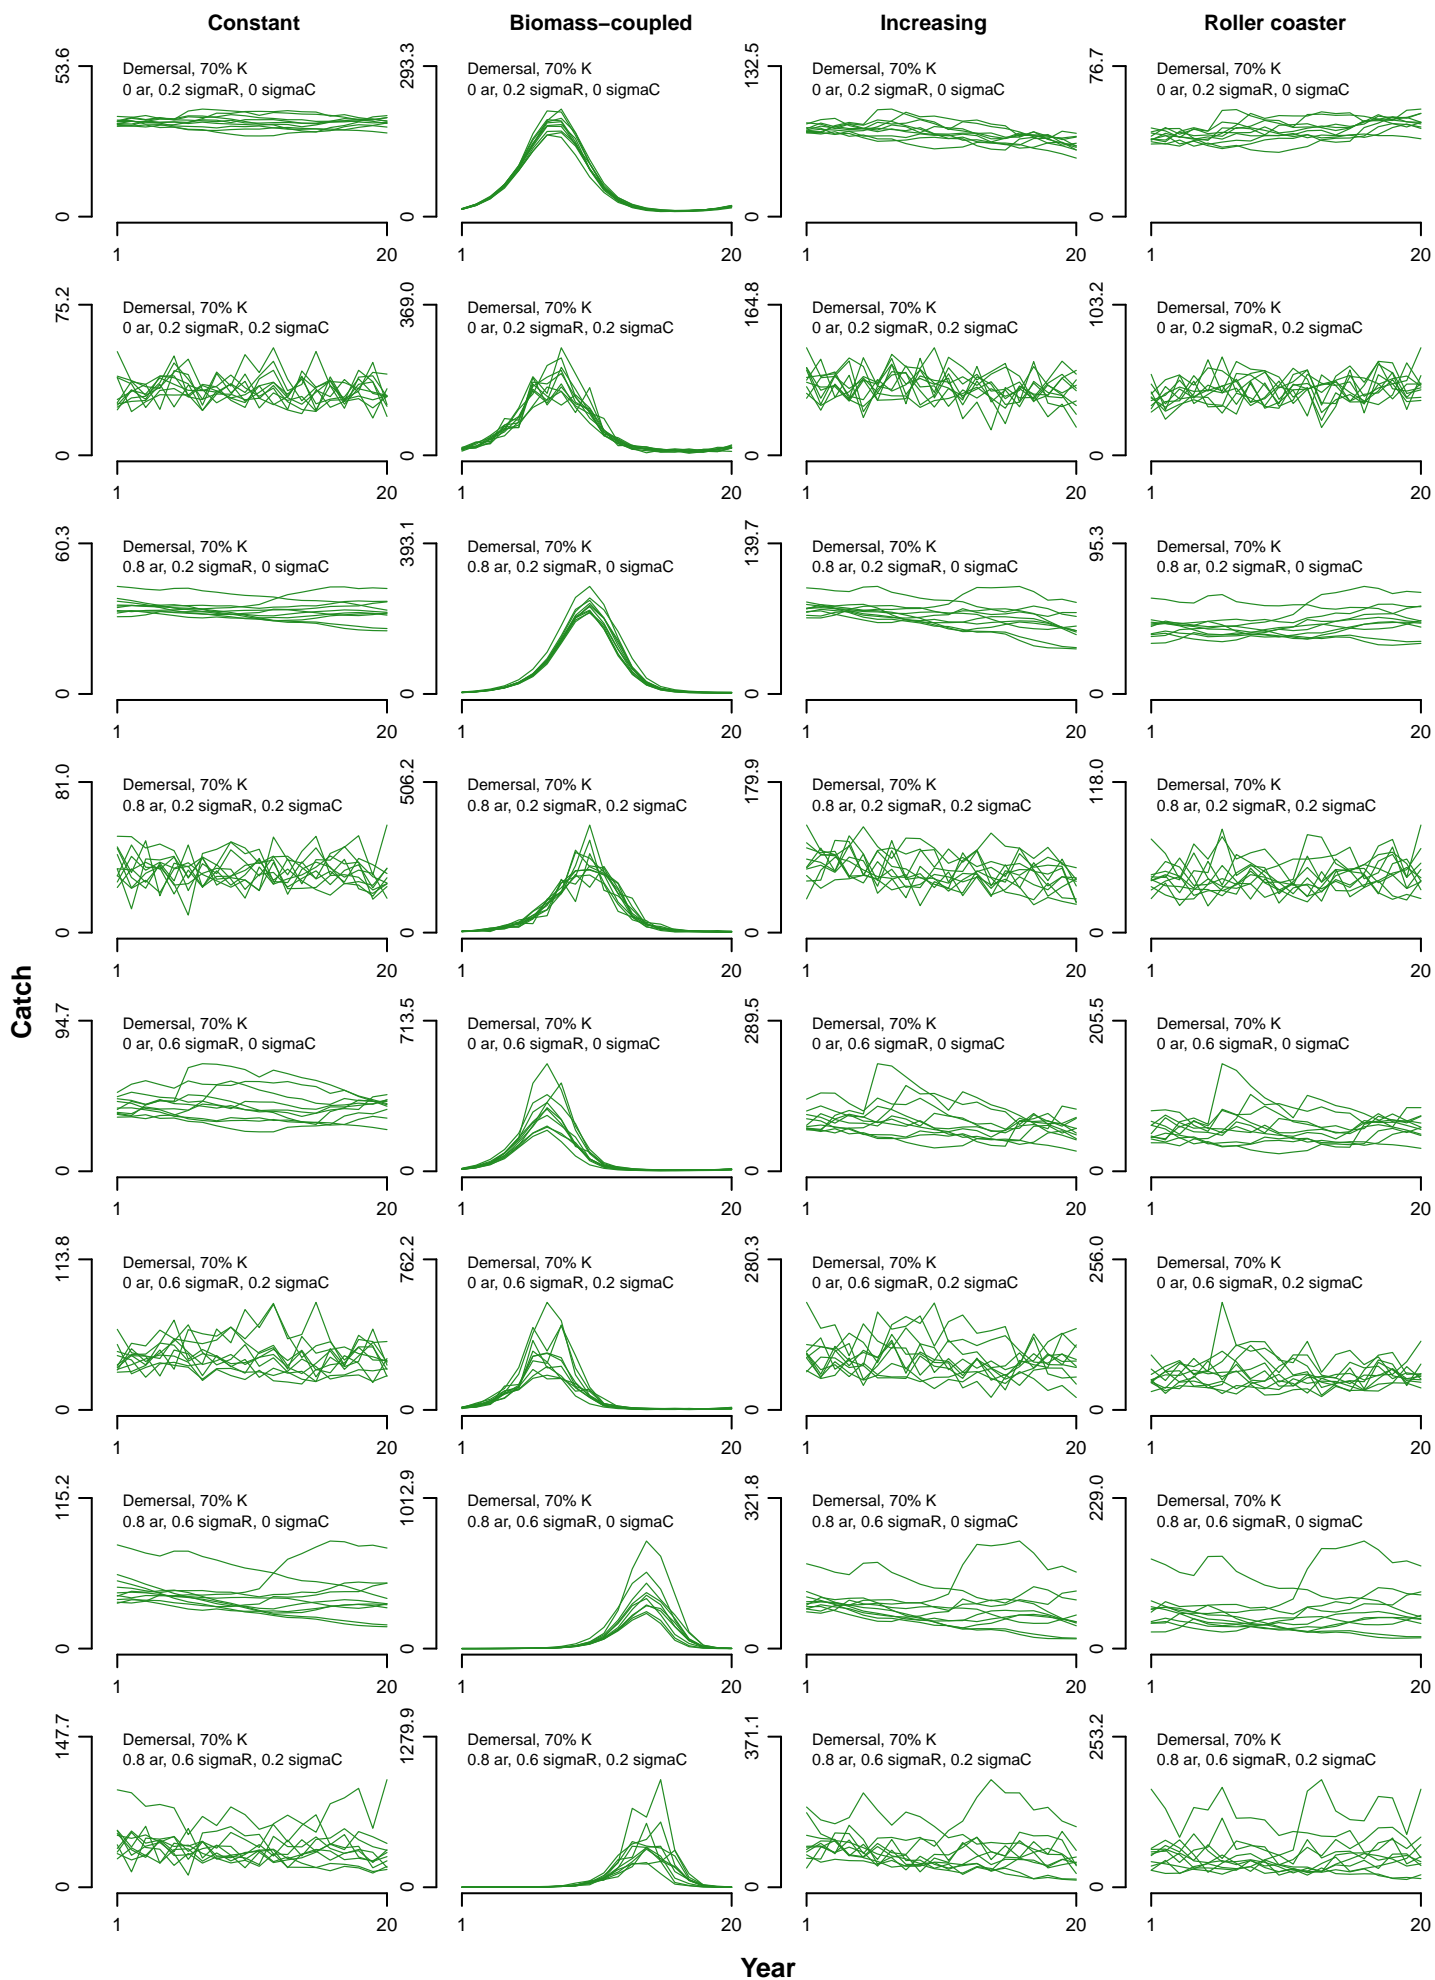 Constant
Biomass−coupled
Increasing
Roller coaster
53.6
Demersal, 70% K
0 ar, 0.2 sigmaR, 0 sigmaC
0
1
20
293.3
Demersal, 70% K
0 ar, 0.2 sigmaR, 0 sigmaC
0
1
20
132.5
Demersal, 70% K
0 ar, 0.2 sigmaR, 0 sigmaC
0
1
20
76.7
Demersal, 70% K
0 ar, 0.2 sigmaR, 0 sigmaC
0
1
20
75.2
Demersal, 70% K
0 ar, 0.2 sigmaR, 0.2 sigmaC
0
1
20
369.0
Demersal, 70% K
0 ar, 0.2 sigmaR, 0.2 sigmaC
0
1
20
164.8
Demersal, 70% K
0 ar, 0.2 sigmaR, 0.2 sigmaC
0
1
20
103.2
Demersal, 70% K
0 ar, 0.2 sigmaR, 0.2 sigmaC
0
1
20
60.3
Demersal, 70% K
0.8 ar, 0.2 sigmaR, 0 sigmaC
0
1
20
393.1
Demersal, 70% K
0.8 ar, 0.2 sigmaR, 0 sigmaC
0
1
20
139.7
Demersal, 70% K
0.8 ar, 0.2 sigmaR, 0 sigmaC
0
1
20
95.3
Demersal, 70% K
0.8 ar, 0.2 sigmaR, 0 sigmaC
0
1
20
81.0
Demersal, 70% K
0.8 ar, 0.2 sigmaR, 0.2 sigmaC
0
1
20
506.2
Demersal, 70% K
0.8 ar, 0.2 sigmaR, 0.2 sigmaC
0
1
20
179.9
Demersal, 70% K
0.8 ar, 0.2 sigmaR, 0.2 sigmaC
0
1
20
118.0
Demersal, 70% K
0.8 ar, 0.2 sigmaR, 0.2 sigmaC
0
1
20
Catch
94.7
Demersal, 70% K
0 ar, 0.6 sigmaR, 0 sigmaC
0
1
20
713.5
Demersal, 70% K
0 ar, 0.6 sigmaR, 0 sigmaC
0
1
20
289.5
Demersal, 70% K
0 ar, 0.6 sigmaR, 0 sigmaC
0
1
20
205.5
Demersal, 70% K
0 ar, 0.6 sigmaR, 0 sigmaC
0
1
20
113.8
Demersal, 70% K
0 ar, 0.6 sigmaR, 0.2 sigmaC
0
1
20
762.2
Demersal, 70% K
0 ar, 0.6 sigmaR, 0.2 sigmaC
0
1
20
280.3
Demersal, 70% K
0 ar, 0.6 sigmaR, 0.2 sigmaC
0
1
20
256.0
Demersal, 70% K
0 ar, 0.6 sigmaR, 0.2 sigmaC
0
1
20
115.2
Demersal, 70% K
0.8 ar, 0.6 sigmaR, 0 sigmaC
0
1
20
1012.9
Demersal, 70% K
0.8 ar, 0.6 sigmaR, 0 sigmaC
0
1
20
321.8
Demersal, 70% K
0.8 ar, 0.6 sigmaR, 0 sigmaC
0
1
20
229.0
Demersal, 70% K
0.8 ar, 0.6 sigmaR, 0 sigmaC
0
1
20
147.7
Demersal, 70% K
0.8 ar, 0.6 sigmaR, 0.2 sigmaC
0
1
20
1279.9
Demersal, 70% K
0.8 ar, 0.6 sigmaR, 0.2 sigmaC
0
1
20
371.1
Demersal, 70% K
0.8 ar, 0.6 sigmaR, 0.2 sigmaC
0
1
20
253.2
Demersal, 70% K
0.8 ar, 0.6 sigmaR, 0.2 sigmaC
0
1
20
Year